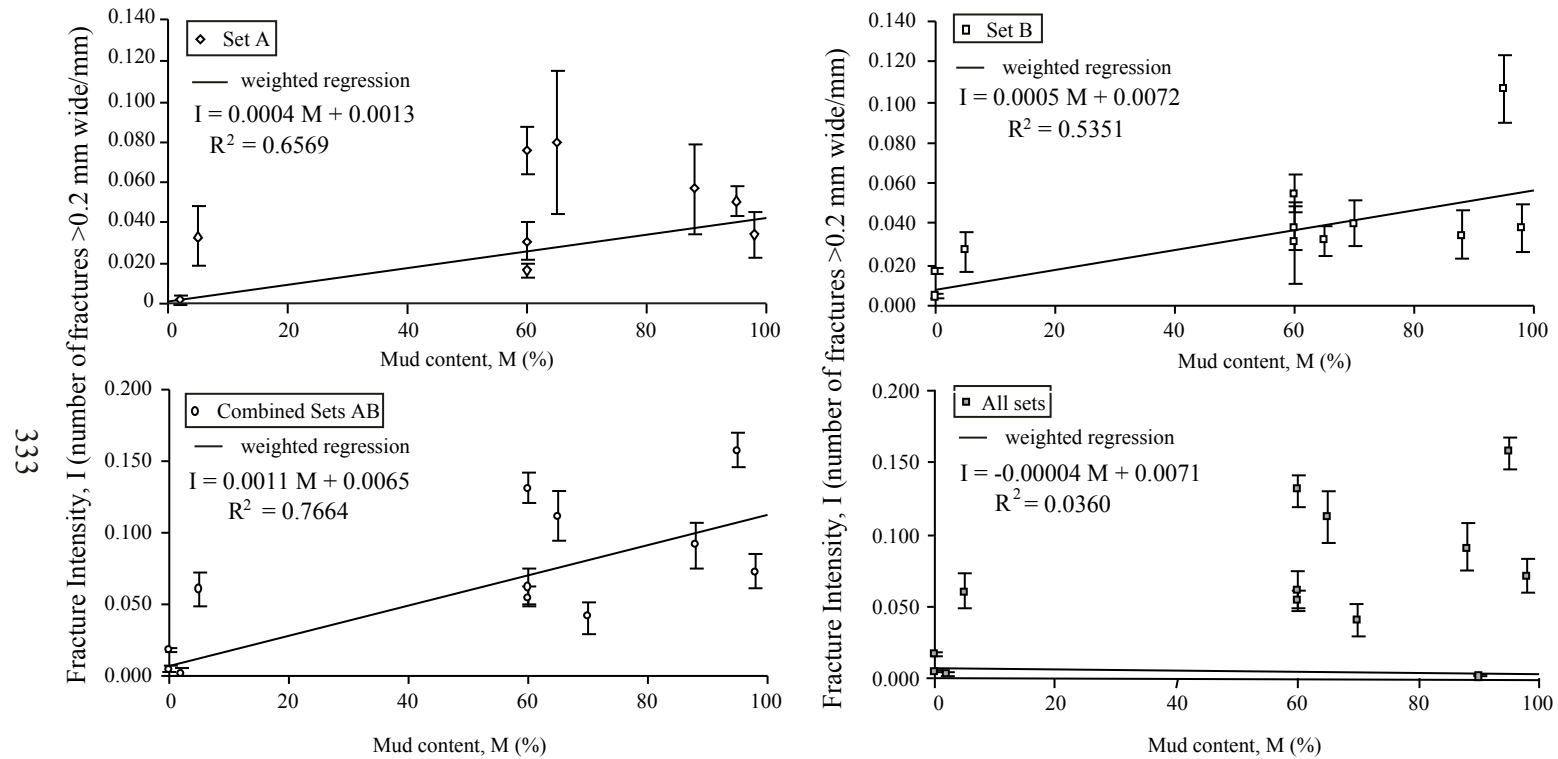 333
Fracture Intensity, I (number of fractures >0.2 mm wide/mm)
0.140
0.120
0.100
0.080
0.060
0.040
0.020
0
Set A
weighted regression
I = 0.0004 M + 0.0013
R² = 0.6569
0 20 40 60 80 100
Mud content, M (%)
Fracture Intensity, I (number of fractures >0.2 mm wide/mm)
0.140
0.120
0.100
0.080
0.060
0.040
0.020
0.000
Set B
weighted regression
I = 0.0005 M + 0.0072
R² = 0.5351
0 20 40 60 80 100
Mud content, M (%)
0.200
0.150
0.100
0.050
0.000
Combined Sets AB
weighted regression
I = 0.0011 M + 0.0065
R² = 0.7664
0 20 40 60 80 100
Mud content, M (%)
0.200
0.150
0.100
0.050
0.000
All sets
weighted regression
I = -0.00004 M + 0.0071
R² = 0.0360
0 20 40 60 80 100
Mud content, M (%)